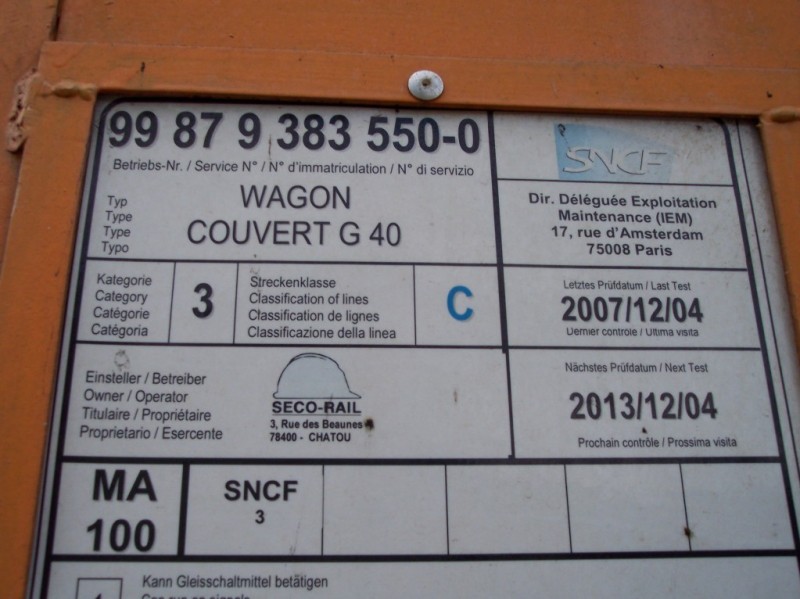 99 87 9 383 550-0
Betriebs-Nr. / Service N° / N° d'immatriculation / N° di servizio
Typ
Type
Type
Typo
WAGON
COUVERT G 40
SNCF
Dir. Déléguée Exploitation
Maintenance (IEM)
17, rue d'Amsterdam
75008 Paris
Kategorie
Category
Catégorie
Catégoria
3
Streckenklasse
Classification of lines
Classification de lignes
Classificazione della linea
C
Letztes Prüfdatum / Last Test
2007/12/04
Dernier contrôle / Ultima visita
Einsteller / Betreiber
Owner / Operator
Titulaire / Propriétaire
Proprietario / Esercente
SECO-RAIL
3, Rue des Beaunes
78400 - CHATOU
Nächstes Prüfdatum / Next Test
2013/12/04
Prochain contrôle / Prossima visita
MA
100
SNCF
3
Kann Gleisschaltmittel betätigen